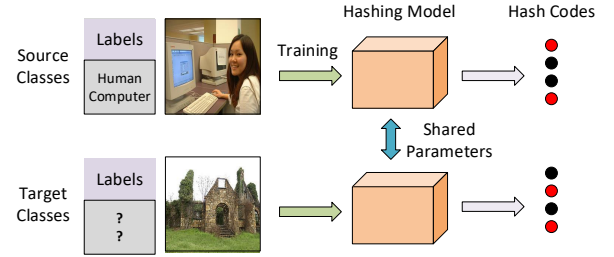 Hashing Model
Hash Codes
Source
Classes
Labels
Human
Computer
Training
Shared
Parameters
Target
Classes
Labels
?
?